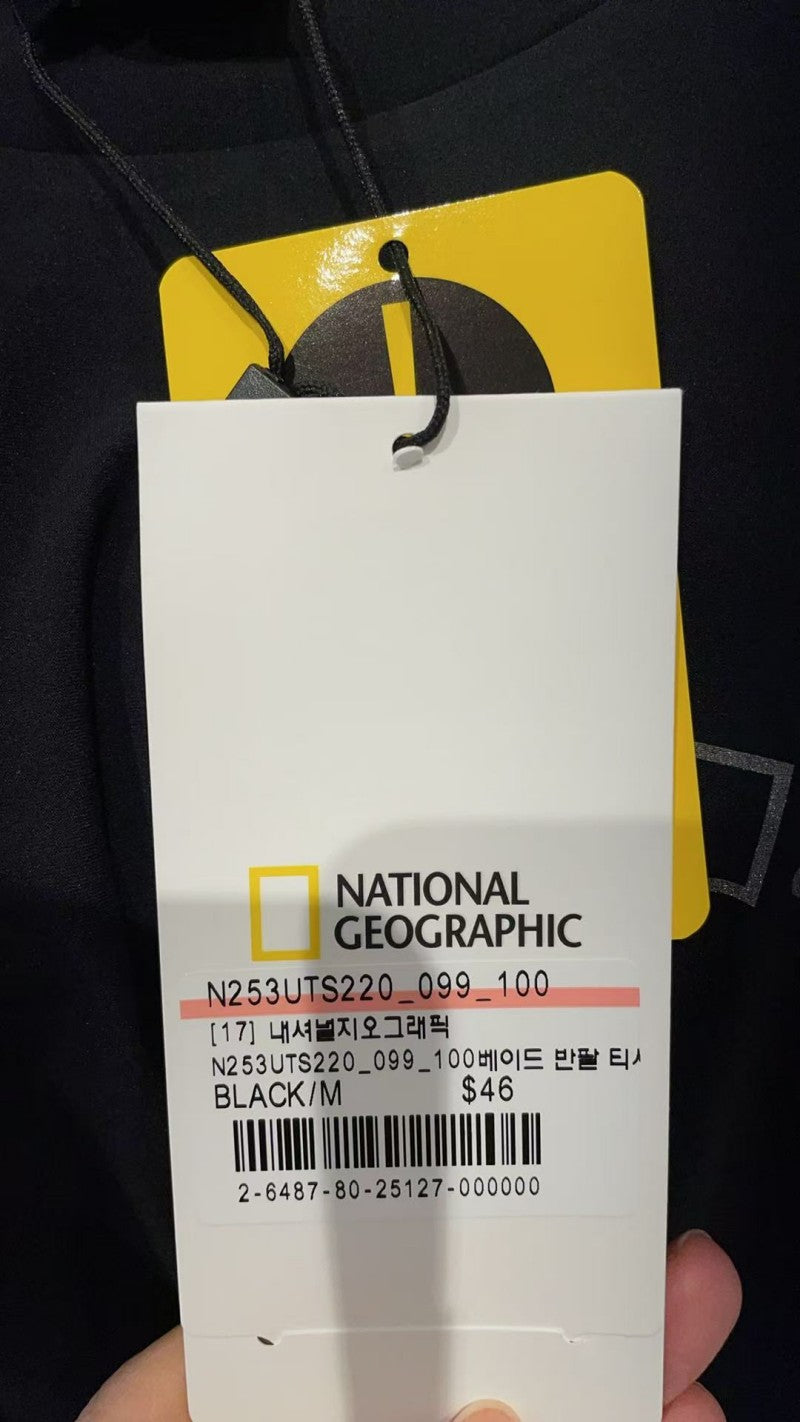 NATIONAL
GEOGRAPHIC
N253UTS220_099_100
[17] 내셔널지오그래픽
N253UTS220_099_100베이드 반팔 티셔
BLACK/M $46
2-6487-80-25127-000000